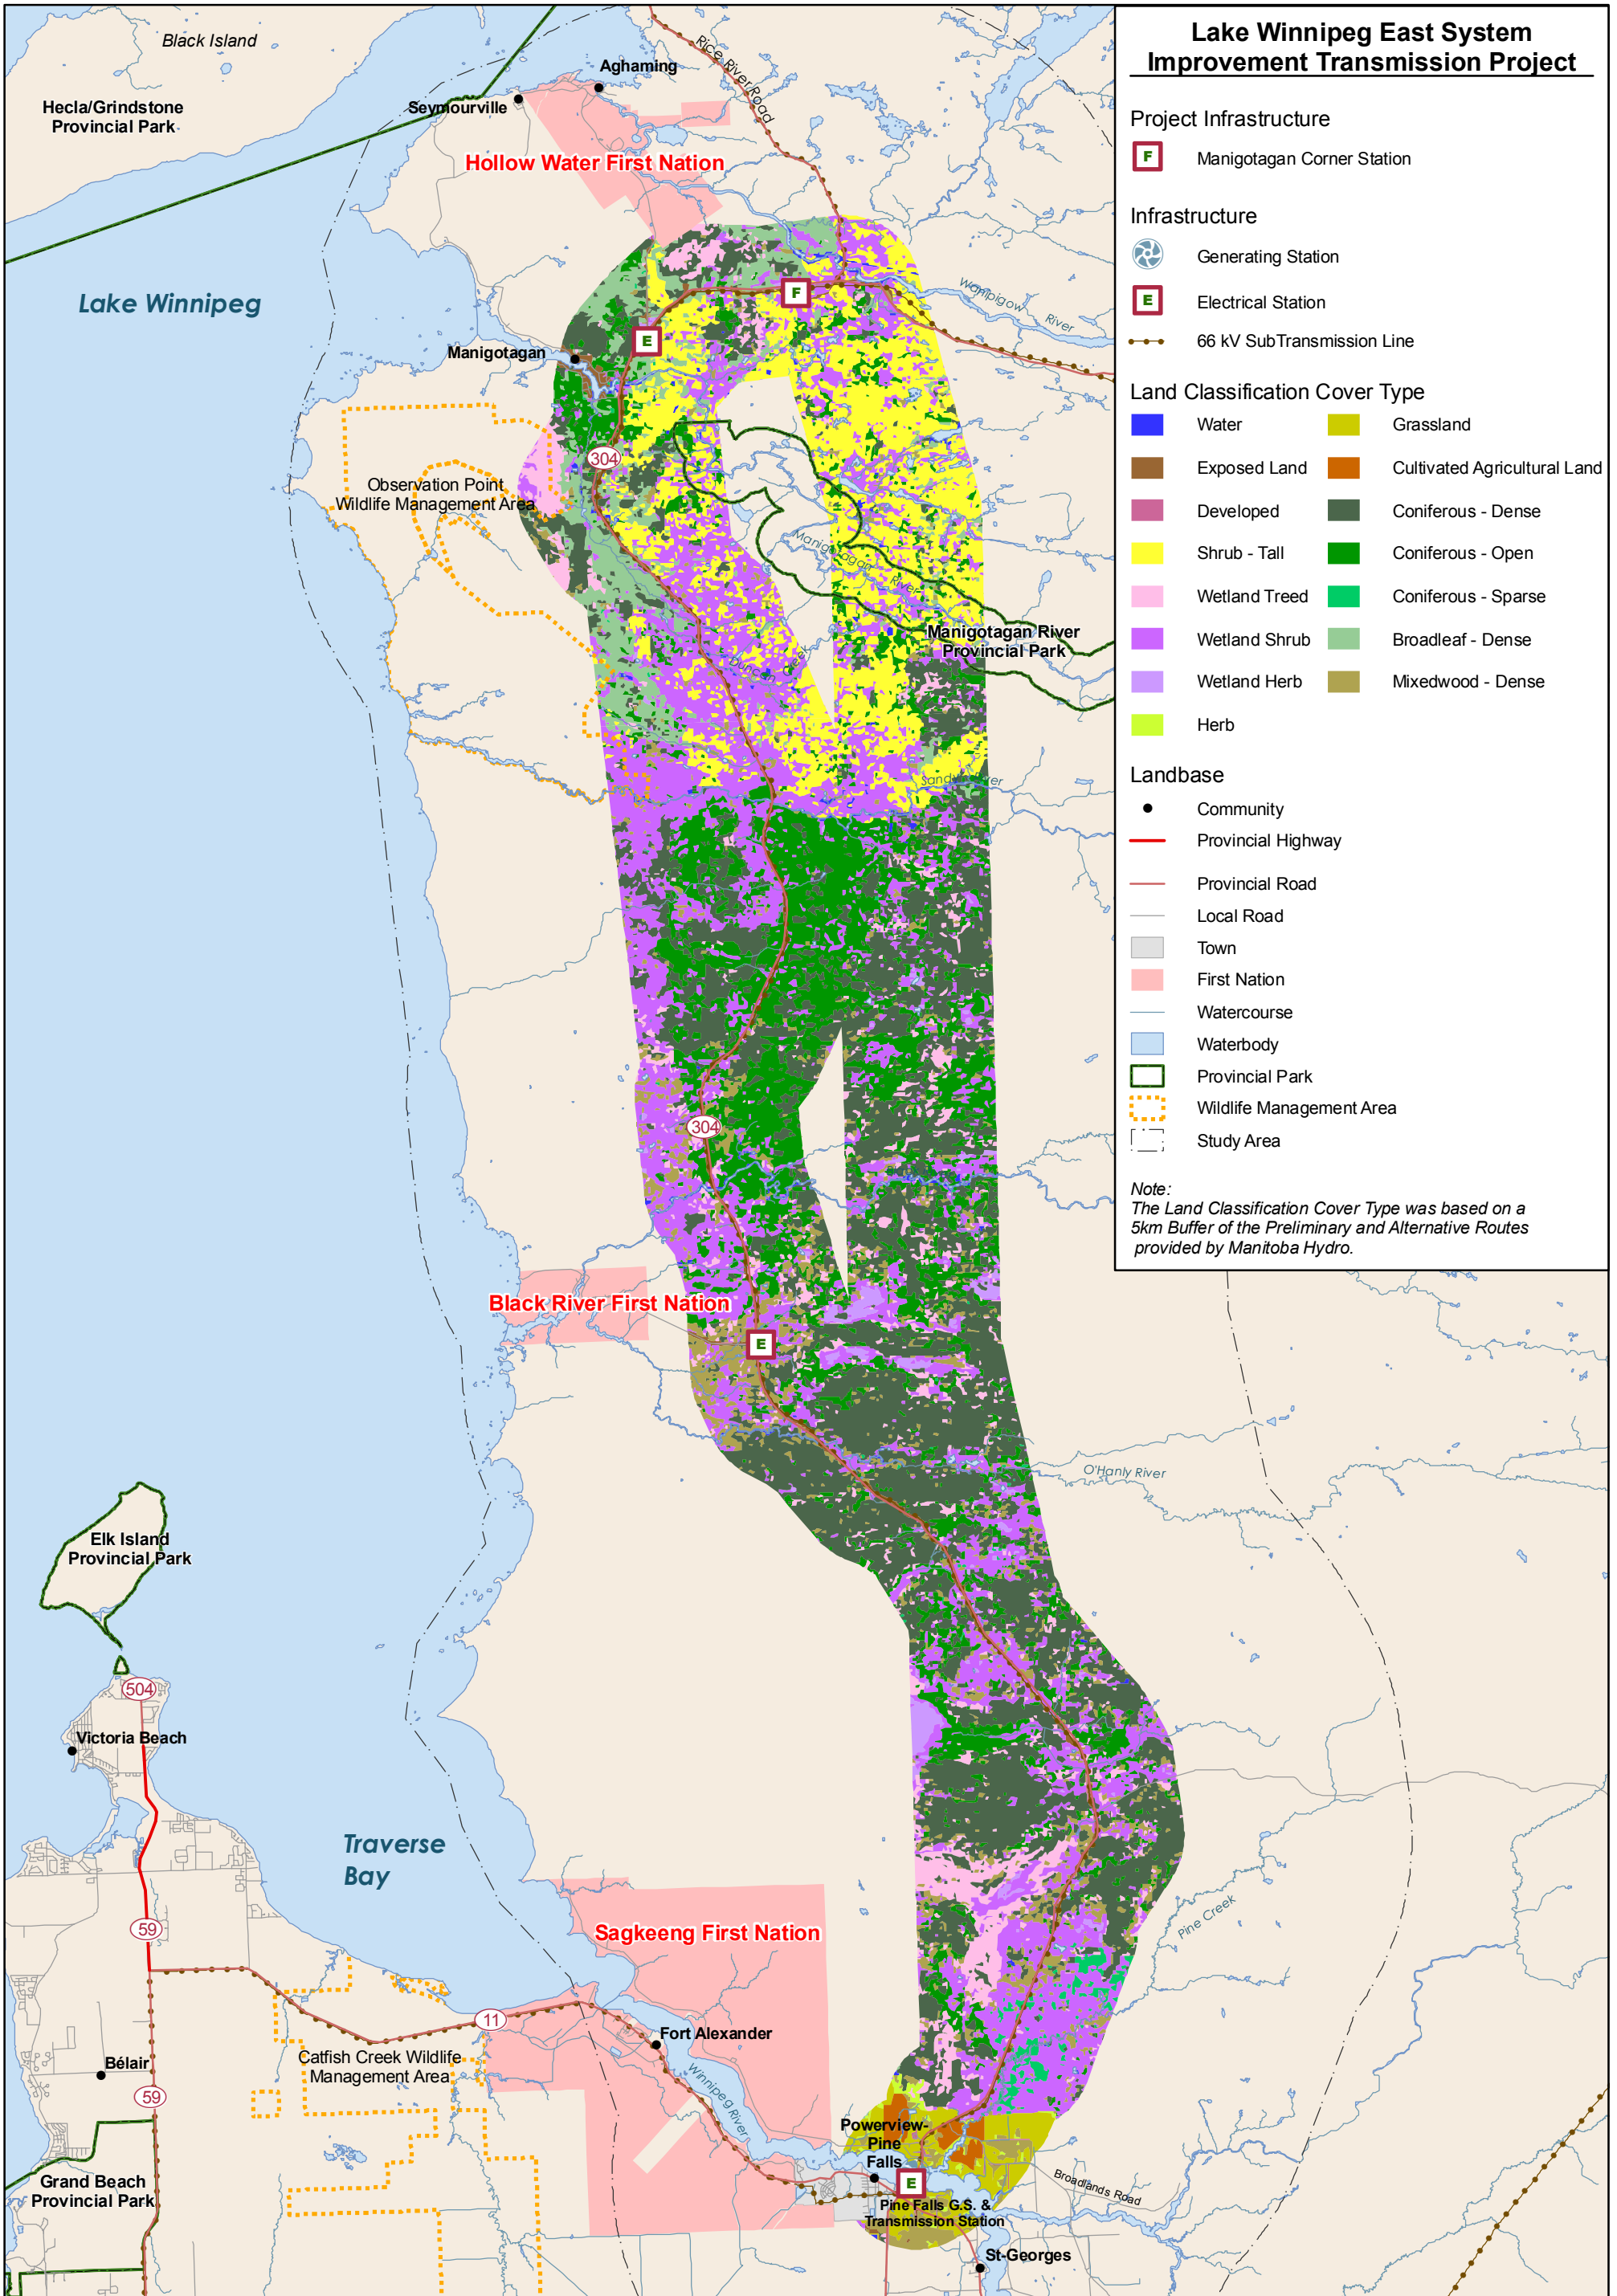 Lake Winnipeg East System
Improvement Transmission Project
Project Infrastructure
F
Manigotagan Corner Station
Infrastructure
Generating Station
E
Electrical Station
66 kV SubTransmission Line
Land Classification Cover Type
Water
Grassland
Exposed Land
Cultivated Agricultural Land
Developed
Coniferous - Dense
Shrub - Tall
Coniferous - Open
Wetland Treed
Coniferous - Sparse
Wetland Shrub
Broadleaf - Dense
Wetland Herb
Mixedwood - Dense
Herb
Landbase
Community
Provincial Highway
Provincial Road
Local Road
Town
First Nation
Watercourse
Waterbody
Provincial Park
Wildlife Management Area
Study Area
Note:
The Land Classification Cover Type was based on a
5km Buffer of the Preliminary and Alternative Routes
provided by Manitoba Hydro.
Black Island
Hecla/Grindstone
Provincial Park
Aghaming
Seymourville
Rice River Road
Hollow Water First Nation
Lake Winnipeg
Wanipigow River
F
E
Manigotagan
304
Observation Point
Wildlife Management Area
Manigotagan River
Manigotagan River
Provincial Park
Duncan Creek
Sandy River
304
Black River First Nation
E
O'Hanly River
Elk Island
Provincial Park
504
Victoria Beach
Traverse
Bay
59
Sagkeeng First Nation
Pine Creek
11
Fort Alexander
Catfish Creek Wildlife
Management Area
Bélair
59
Winnipeg River
Powerview-
Pine
Falls
E
Broadlands Road
Grand Beach
Provincial Park
Pine Falls G.S. &
Transmission Station
St-Georges